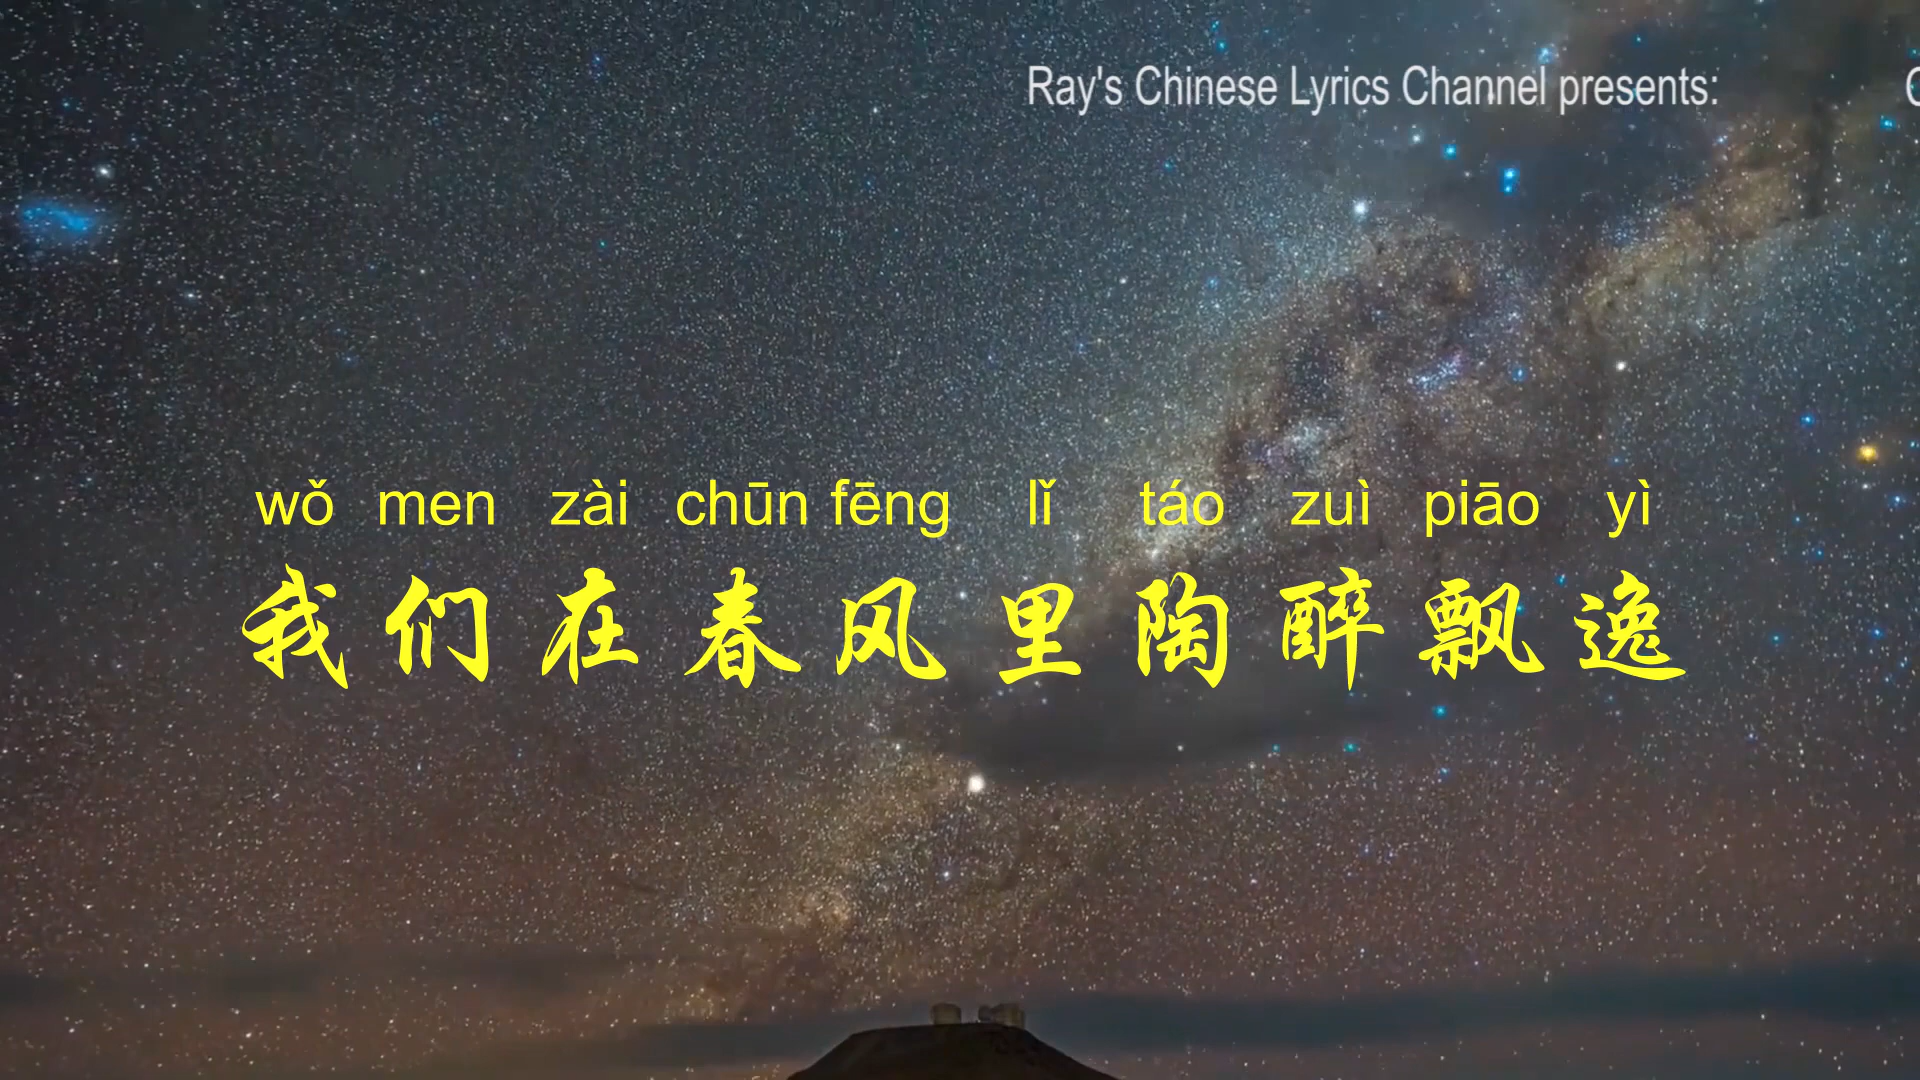 Ray's Chinese Lyrics Channel presents:
wǒ men zài chūn fēng lǐ táo zuì piāo yì
我们在春风里陶醉飘逸